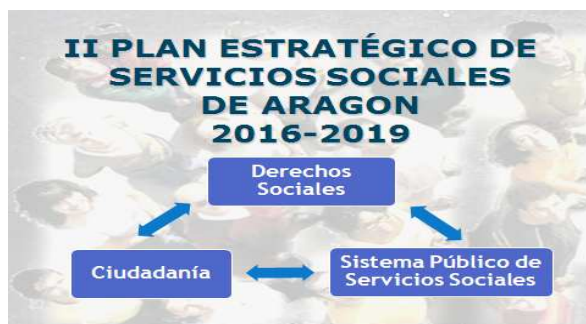 II PLAN ESTRATÉGICO DE
SERVICIOS SOCIALES
DE ARAGON
2016-2019
Derechos
Sociales
Ciudadanía
Sistema Público de
Servicios Sociales